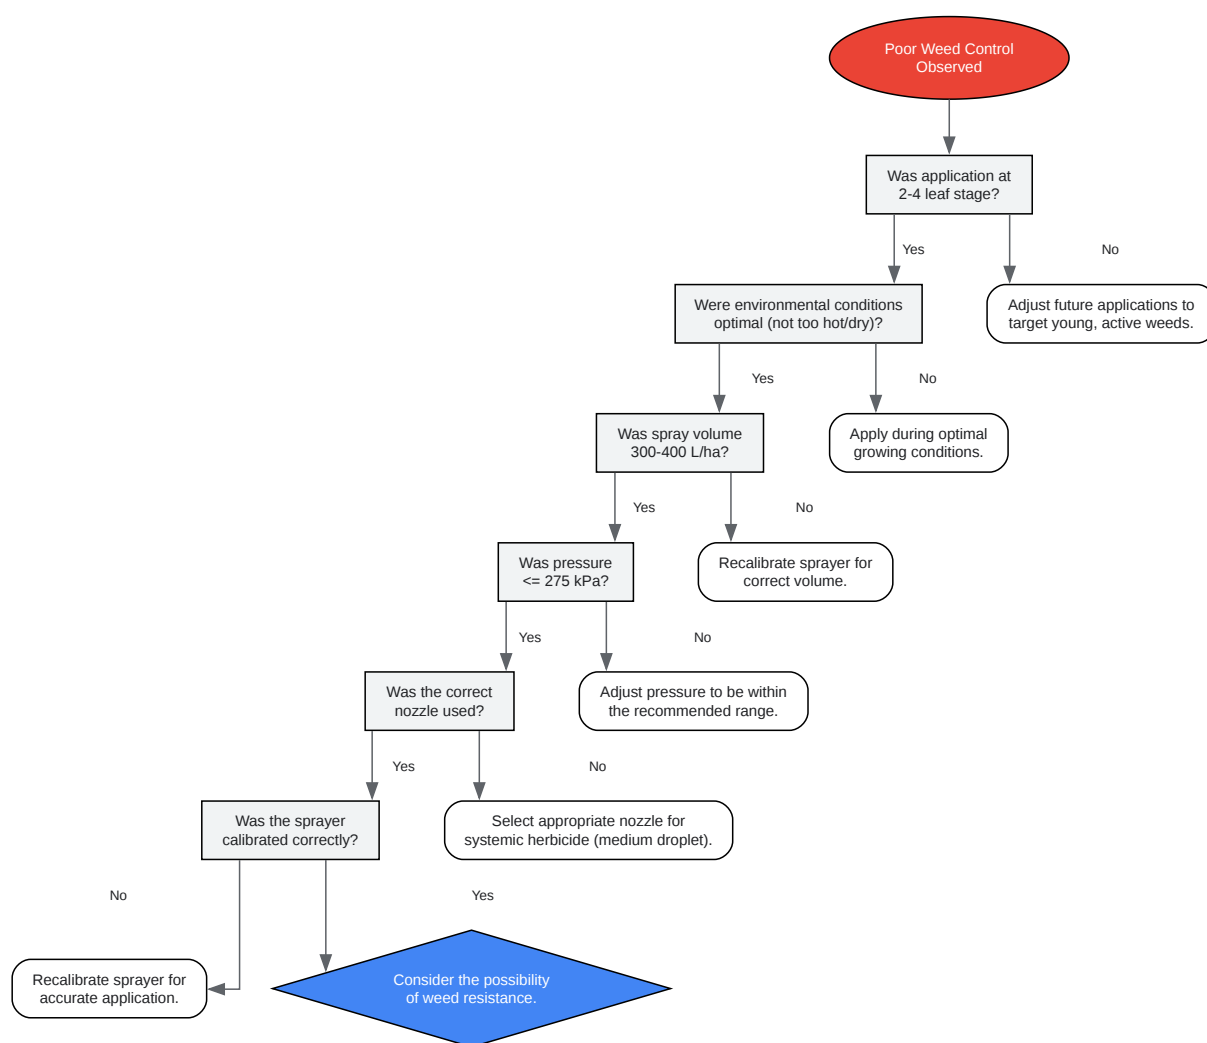 Poor Weed Control
Observed
Was application at
2-4 leaf stage?
Yes
No
Were environmental conditions
optimal (not too hot/dry)?
Adjust future applications to
target young, active weeds.
Yes
No
Was spray volume
300-400 L/ha?
Apply during optimal
growing conditions.
Yes
No
Was pressure
<= 275 kPa?
Recalibrate sprayer for
correct volume.
Yes
No
Was the correct
nozzle used?
Adjust pressure to be within
the recommended range.
Yes
No
Was the sprayer
calibrated correctly?
Select appropriate nozzle for
systemic herbicide (medium droplet).
No
Yes
Recalibrate sprayer for
accurate application.
Consider the possibility
of weed resistance.